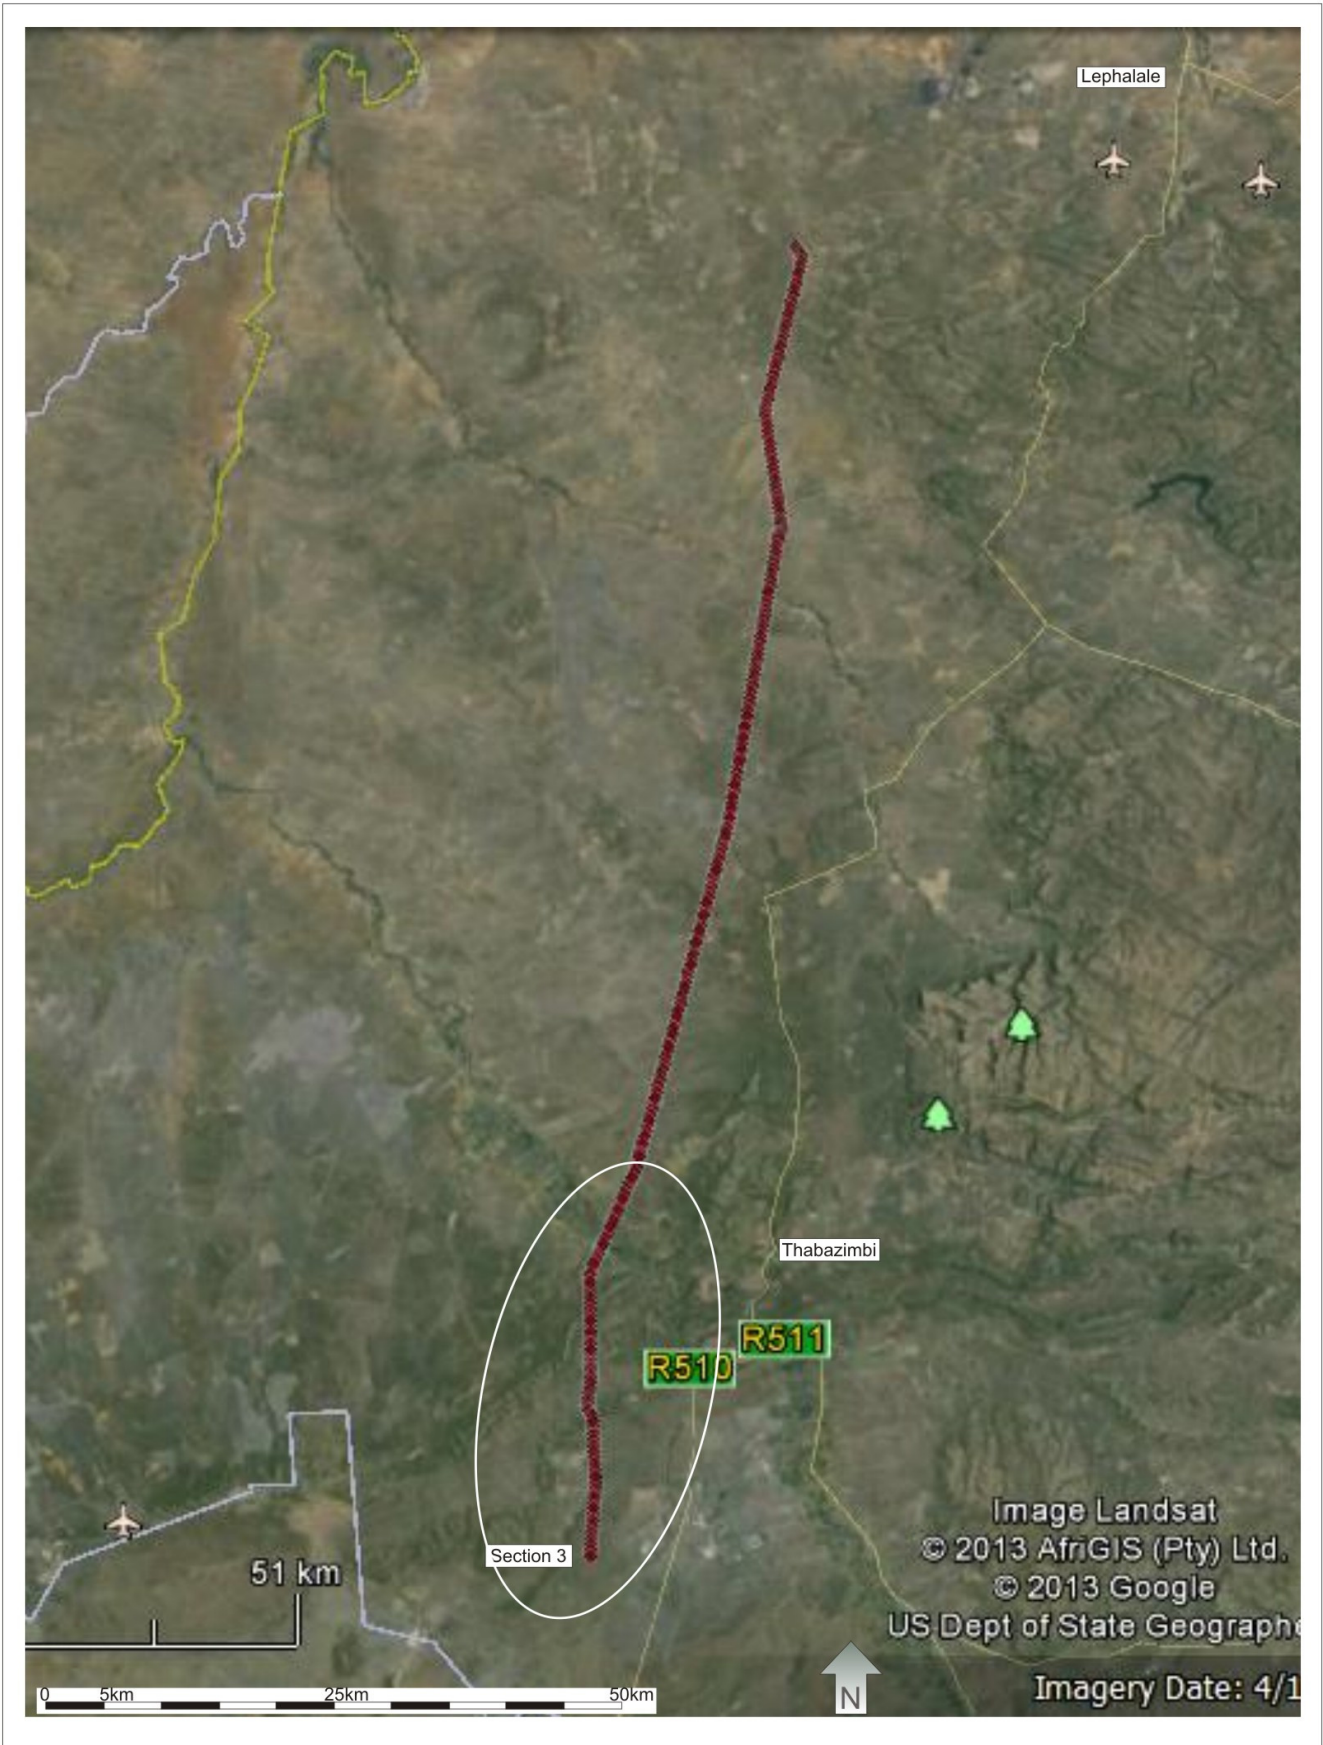 Lephalale
Thabazimbi
R511
R510
Image Landsat
© 2013 AfriGIS (Pty) Ltd.
© 2013 Google
Section 3
51 km
US Dept of State Geographe
0 5km 25km 50km
N
Imagery Date: 4/1